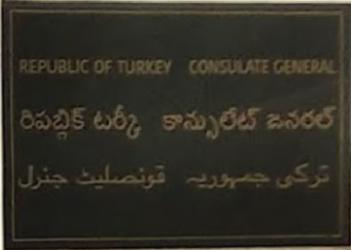 REPUBLIC OF TURKEY CONSULATE GENERAL
రిపబ్లిక్ టర్కీ కాన్సులేట్ జనరల్
ترکی جمہوریہ قونصلیٹ جنرل